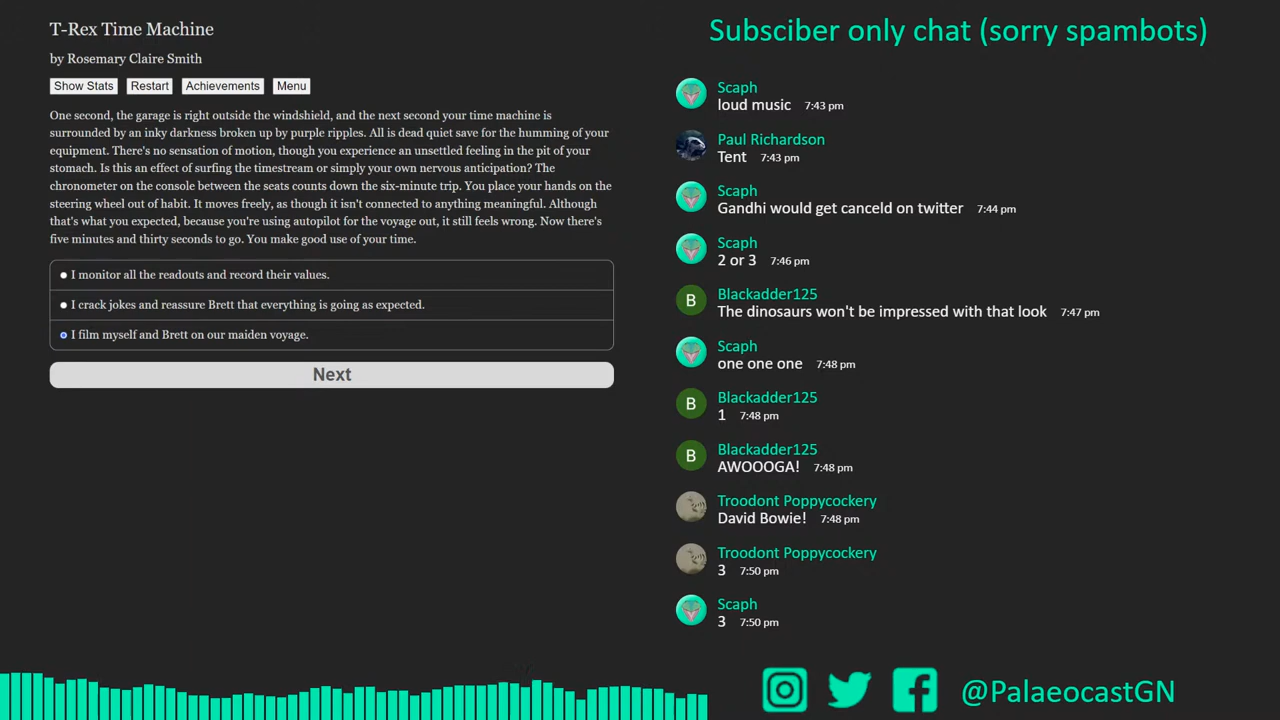 T-Rex Time Machine
by Rosemary Claire Smith
Show Stats Restart Achievements Menu
One second, the garage is right outside the windshield, and the next second your time machine is
surrounded by an inky darkness broken up by purple ripples. All is dead quiet save for the humming of your
equipment. There's no sensation of motion, though you experience an unsettled feeling in the pit of your
stomach. Is this an effect of surfing the timestream or simply your own nervous anticipation? The
chronometer on the console between the seats counts down the six-minute trip. You place your hands on the
steering wheel out of habit. It moves freely, as though it isn't connected to anything meaningful. Although
that's what you expected, because you're using autopilot for the voyage out, it still feels wrong. Now there's
five minutes and thirty seconds to go. You make good use of your time.
I monitor all the readouts and record their values.
I crack jokes and reassure Brett that everything is going as expected.
I film myself and Brett on our maiden voyage.
Next
Subsciber only chat (sorry spambots)
Scaph
loud music 7:43 pm
Paul Richardson
Tent 7:43 pm
Scaph
Gandhi would get canceld on twitter 7:44 pm
Scaph
2 or 3 7:46 pm
B Blackadder125
The dinosaurs won't be impressed with that look 7:47 pm
Scaph
one one one 7:48 pm
B Blackadder125
1 7:48 pm
B Blackadder125
AWOOOGA! 7:48 pm
Troodont Poppycockery
David Bowie! 7:48 pm
Troodont Poppycockery
3 7:50 pm
Scaph
3 7:50 pm
@PalaeocastGN